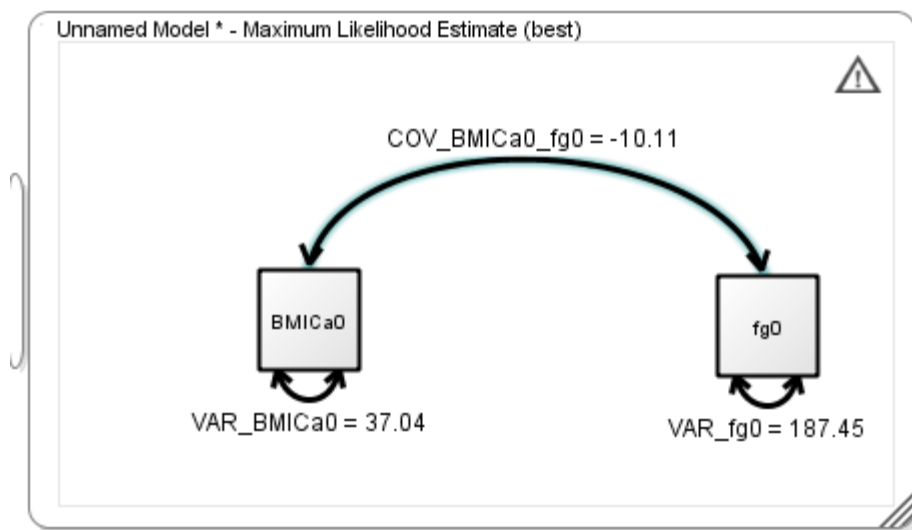 Unnamed Model * - Maximum Likelihood Estimate (best)
COV_BMICa0_fg0 = -10.11
BMICa0
fg0
VAR_BMICa0 = 37.04
VAR_fg0 = 187.45